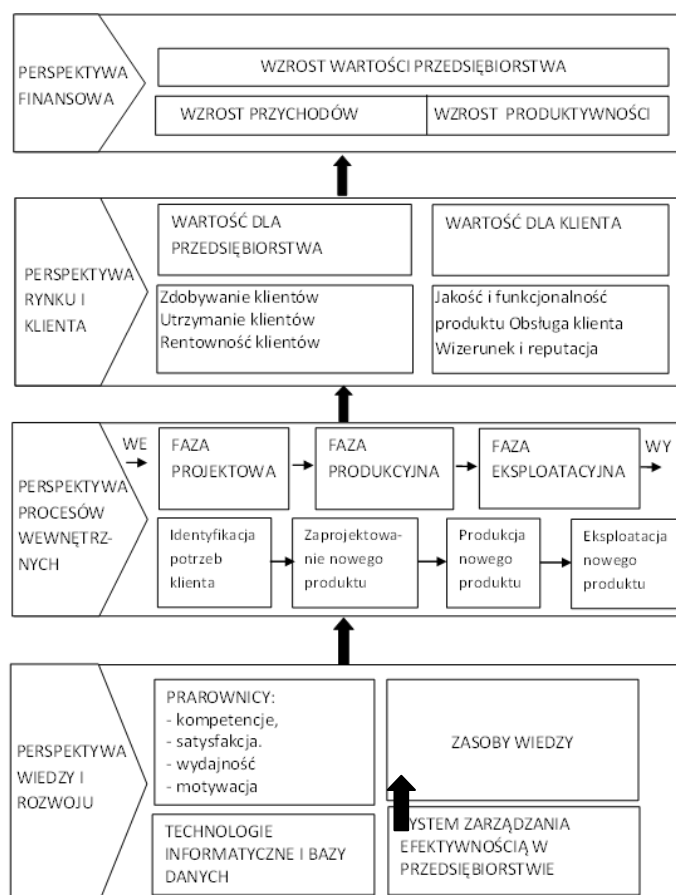 PERSPEKTYWA
FINANSOWA
WZROST WARTOŚCI PRZEDSIĘBIORSTWA
WZROST PRZYCHODÓW
WZROST PRODUKTYWNOŚCI
PERSPEKTYWA
RYNKU I
KLIENTA
WARTOŚĆ DLA
PRZEDSIĘBIORSTWA
WARTOŚĆ DLA KLIENTA
Zdobywanie klientów
Utrzymanie klientów
Rentowność klientów
Jakość i funkcjonalność
produktu Obsługa klienta
Wizerunek i reputacja
PERSPEKTYWA
PROCESÓW
WEWNĘTRZ-
NYCH
WE
FAZA
PROJEKTOWA
FAZA
PRODUKCYJNA
FAZA
EKSPLOATACYJNA
WY
Identyfikacja
potrzeb
klienta
Zaprojektowa-
nie nowego
produktu
Produkcja
nowego
produktu
Eksploatacja
nowego
produktu
PERSPEKTYWA
WIEDZY I
ROZWOJU
PRAROWNICY:
- kompetencje,
- satysfakcja.
- wydajność
- motywacja
ZASOBY WIEDZY
TECHNOLOGIE
INFORMATYCZNE I BAZY
DANYCH
SYSTEM ZARZĄDZANIA
EFEKTYWNOŚCIĄ W
PRZEDSIĘBIORSTWIE